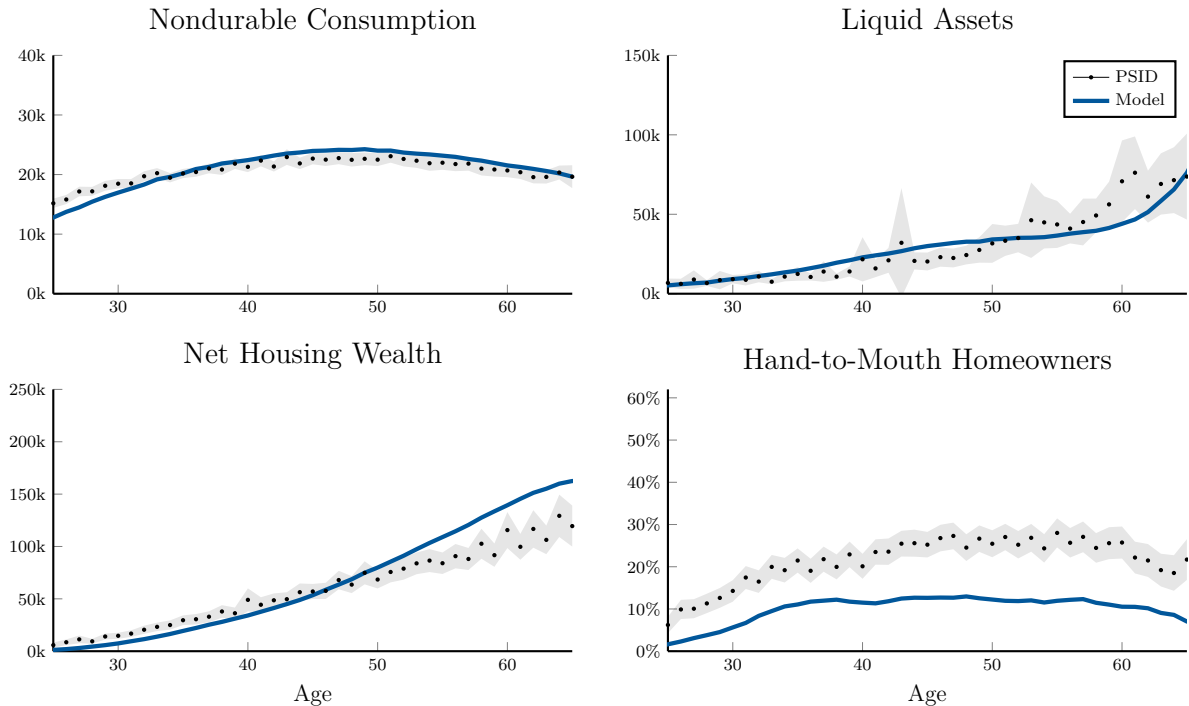 Nondurable Consumption
40k
30k
20k
10k
0k
30
40
50
60
Liquid Assets
150k
100k
50k
0k
30
40
50
60
PSID
Model
Net Housing Wealth
250k
200k
150k
100k
50k
0k
30
40
50
60
Age
Hand-to-Mouth Homeowners
60%
50%
40%
30%
20%
10%
0%
30
40
50
60
Age